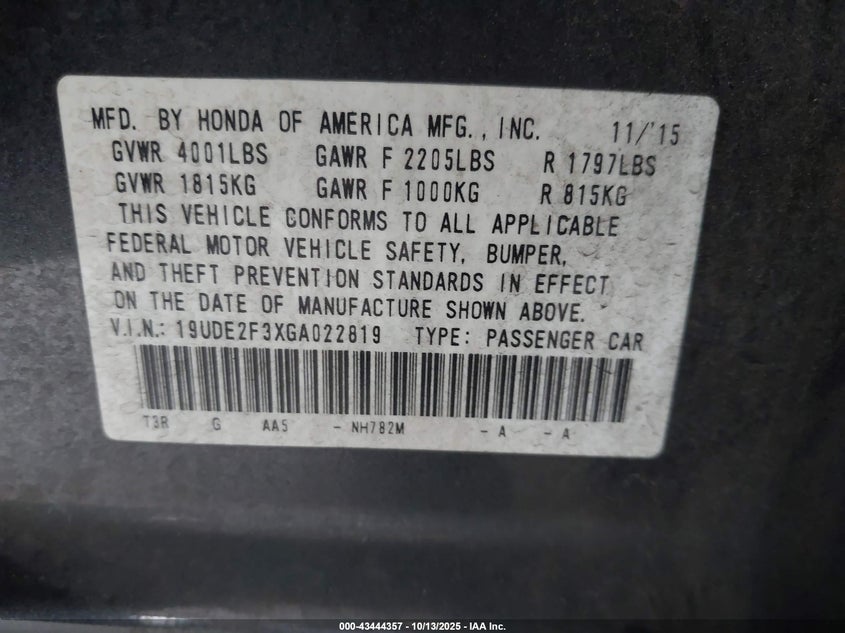 MFD. BY HONDA OF AMERICA MFG., INC. 11/'15
GVWR 4001LBS GAWR F 2205LBS R 1797LBS
GVWR 1815KG GAWR F 1000KG R 815KG
THIS VEHICLE CONFORMS TO ALL APPLICABLE
FEDERAL MOTOR VEHICLE SAFETY, BUMPER,
AND THEFT PREVENTION STANDARDS IN EFFECT
ON THE DATE OF MANUFACTURE SHOWN ABOVE.
V.I.N.: 19UDE2F3XGA022819 TYPE: PASSENGER CAR
T3R G AA5 - NH782M - A - A
000-43444357 - 10/13/2025 - IAA Inc.